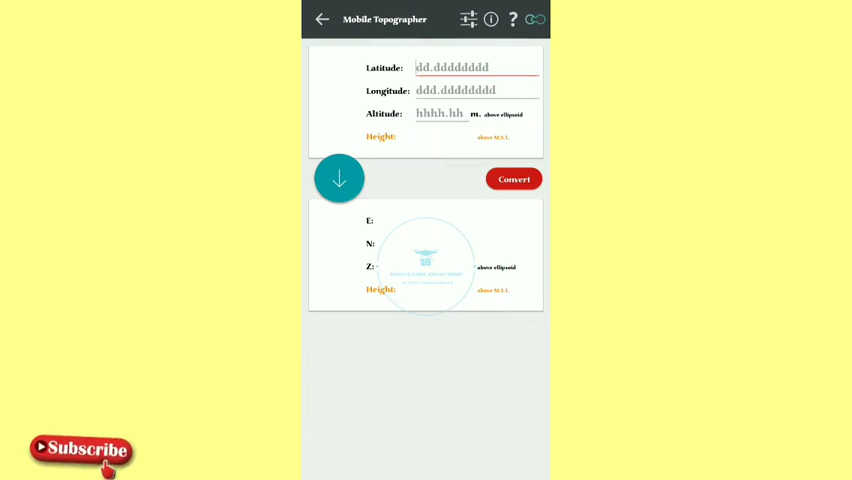 Mobile Topographer
Latitude: dd.dddddddd
Longitude: ddd.dddddddd
Altitude: hhhh.hh m. above ellipsoid
Height: above M.S.L.
Convert
E:
N:
Z: above ellipsoid
Height: above M.S.L.
Subscribe